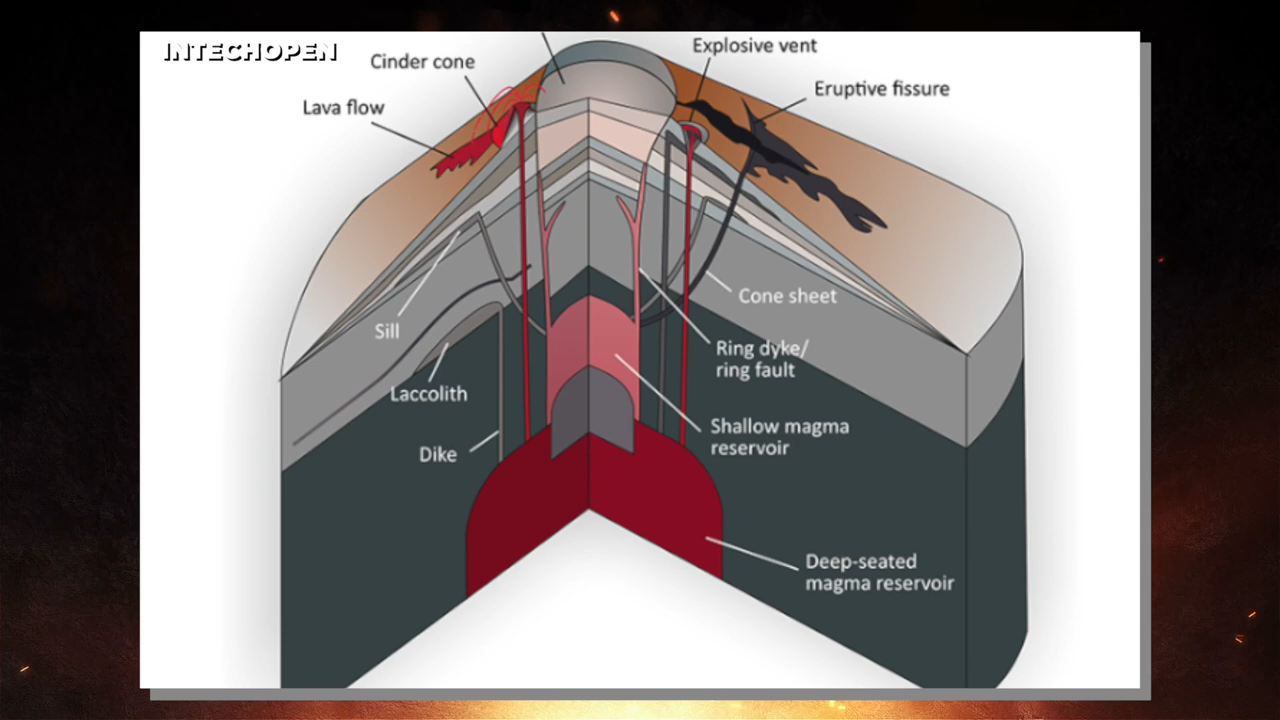 INTECHOPEN
Explosive vent
Cinder cone
Eruptive fissure
Lava flow
Cone sheet
Sill
Ring dyke/
ring fault
Laccolith
Shallow magma
reservoir
Dike
Deep-seated
magma reservoir